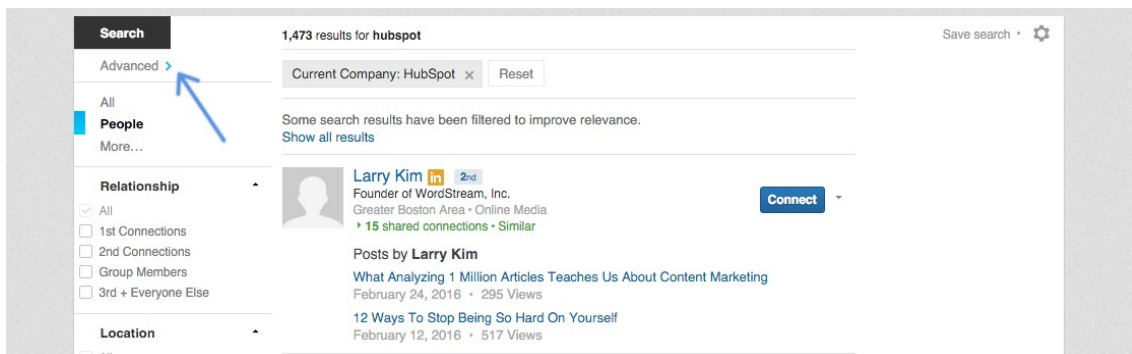 Search
Advanced >
All
People
More...
Relationship
All
1st Connections
2nd Connections
Group Members
3rd + Everyone Else
Location
1,473 results for hubspot
Save search •
Current Company: HubSpot ×
Reset
Some search results have been filtered to improve relevance.
Show all results
Larry Kim in 2nd
Founder of WordStream, Inc.
Greater Boston Area • Online Media
15 shared connections • Similar
Connect
Posts by Larry Kim
What Analyzing 1 Million Articles Teaches Us About Content Marketing
February 24, 2016 • 295 Views
12 Ways To Stop Being So Hard On Yourself
February 12, 2016 • 517 Views